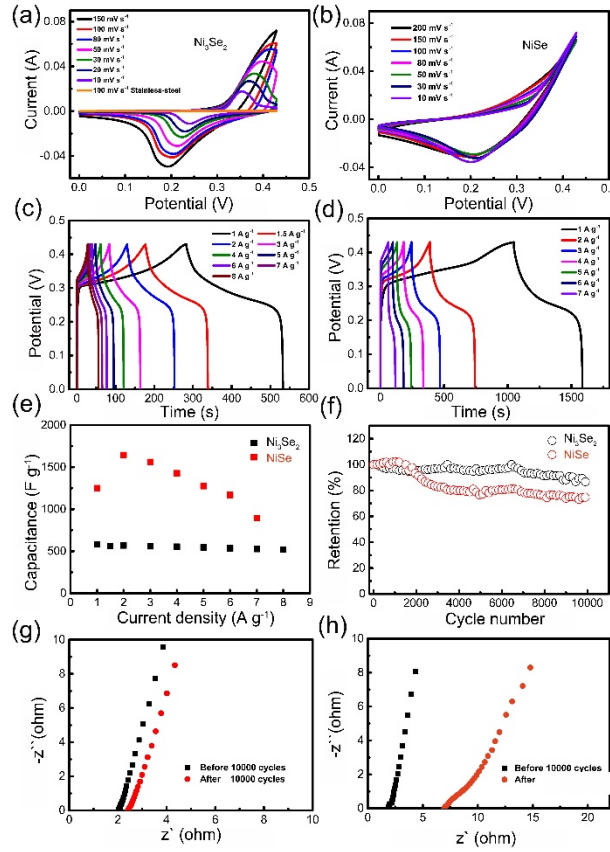 (a)
150 mV s⁻¹
100 mV s⁻¹
80 mV s⁻¹
50 mV s⁻¹
30 mV s⁻¹
20 mV s⁻¹
10 mV s⁻¹
100 mV s⁻¹ Stainless-steel
Ni₃Se₂
Current (A)
0.08
0.04
0.00
-0.04
0.0 0.1 0.2 0.3 0.4 0.5
Potential (V)
(b)
200 mV s⁻¹
150 mV s⁻¹
100 mV s⁻¹
80 mV s⁻¹
50 mV s⁻¹
30 mV s⁻¹
10 mV s⁻¹
NiSe
Current (A)
0.08
0.04
0.00
-0.04
0.0 0.1 0.2 0.3 0.4
Potential (V)
(c)
1 A g⁻¹ 1.5 A g⁻¹
2 A g⁻¹ 3 A g⁻¹
4 A g⁻¹ 5 A g⁻¹
6 A g⁻¹ 7 A g⁻¹
8 A g⁻¹
Potential (V)
0.5
0.4
0.3
0.2
0.1
0.0
0 100 200 300 400 500 600
Time (s)
(d)
1 A g⁻¹
2 A g⁻¹
3 A g⁻¹
4 A g⁻¹
5 A g⁻¹
6 A g⁻¹
7 A g⁻¹
Potential (V)
0.5
0.4
0.3
0.2
0.1
0.0
0 500 1000 1500
Time (s)
(e)
Ni₃Se₂
NiSe
Capacitance (F g⁻¹)
2000
1500
1000
500
0
0 1 2 3 4 5 6 7 8 9
Current density (A g⁻¹)
(f)
Ni₃Se₂
NiSe
Retention (%)
120
100
80
60
40
20
0
0 2000 4000 6000 8000 10000
Cycle number
(g)
-z`` (ohm)
10
8
6
4
2
0
Before 10000 cycles
After 10000 cycles
0 2 4 6 8 10
z` (ohm)
(h)
-z`` (ohm)
10
8
6
4
2
0
Before 10000 cycles
After
0 5 10 15 20
z` (ohm)